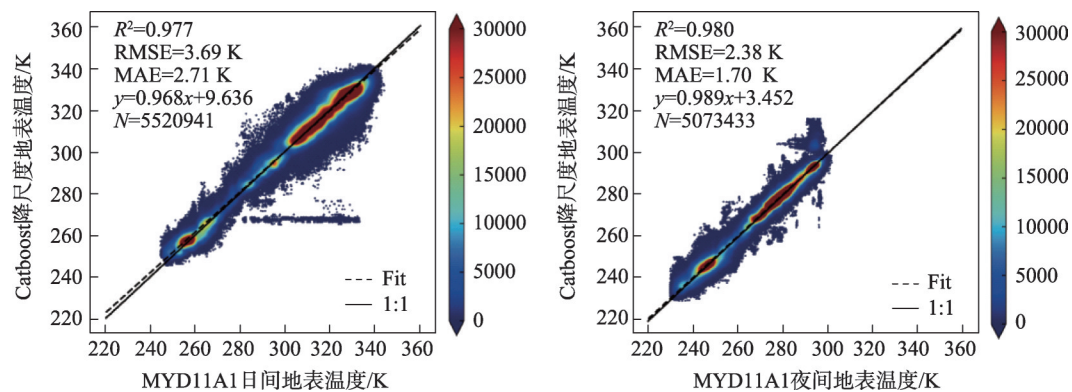 360
340
320
300
280
260
240
220
Catboost降尺度地表温度/K
R²=0.977
RMSE=3.69 K
MAE=2.71 K
y=0.968x+9.636
N=5520941
Fit
1:1
220 240 260 280 300 320 340 360
MYD11A1日间地表温度/K
30000
25000
20000
15000
10000
5000
0
360
340
320
300
280
260
240
220
Catboost降尺度地表温度/K
R²=0.980
RMSE=2.38 K
MAE=1.70 K
y=0.989x+3.452
N=5073433
Fit
1:1
220 240 260 280 300 320 340 360
MYD11A1夜间地表温度/K
30000
25000
20000
15000
10000
5000
0